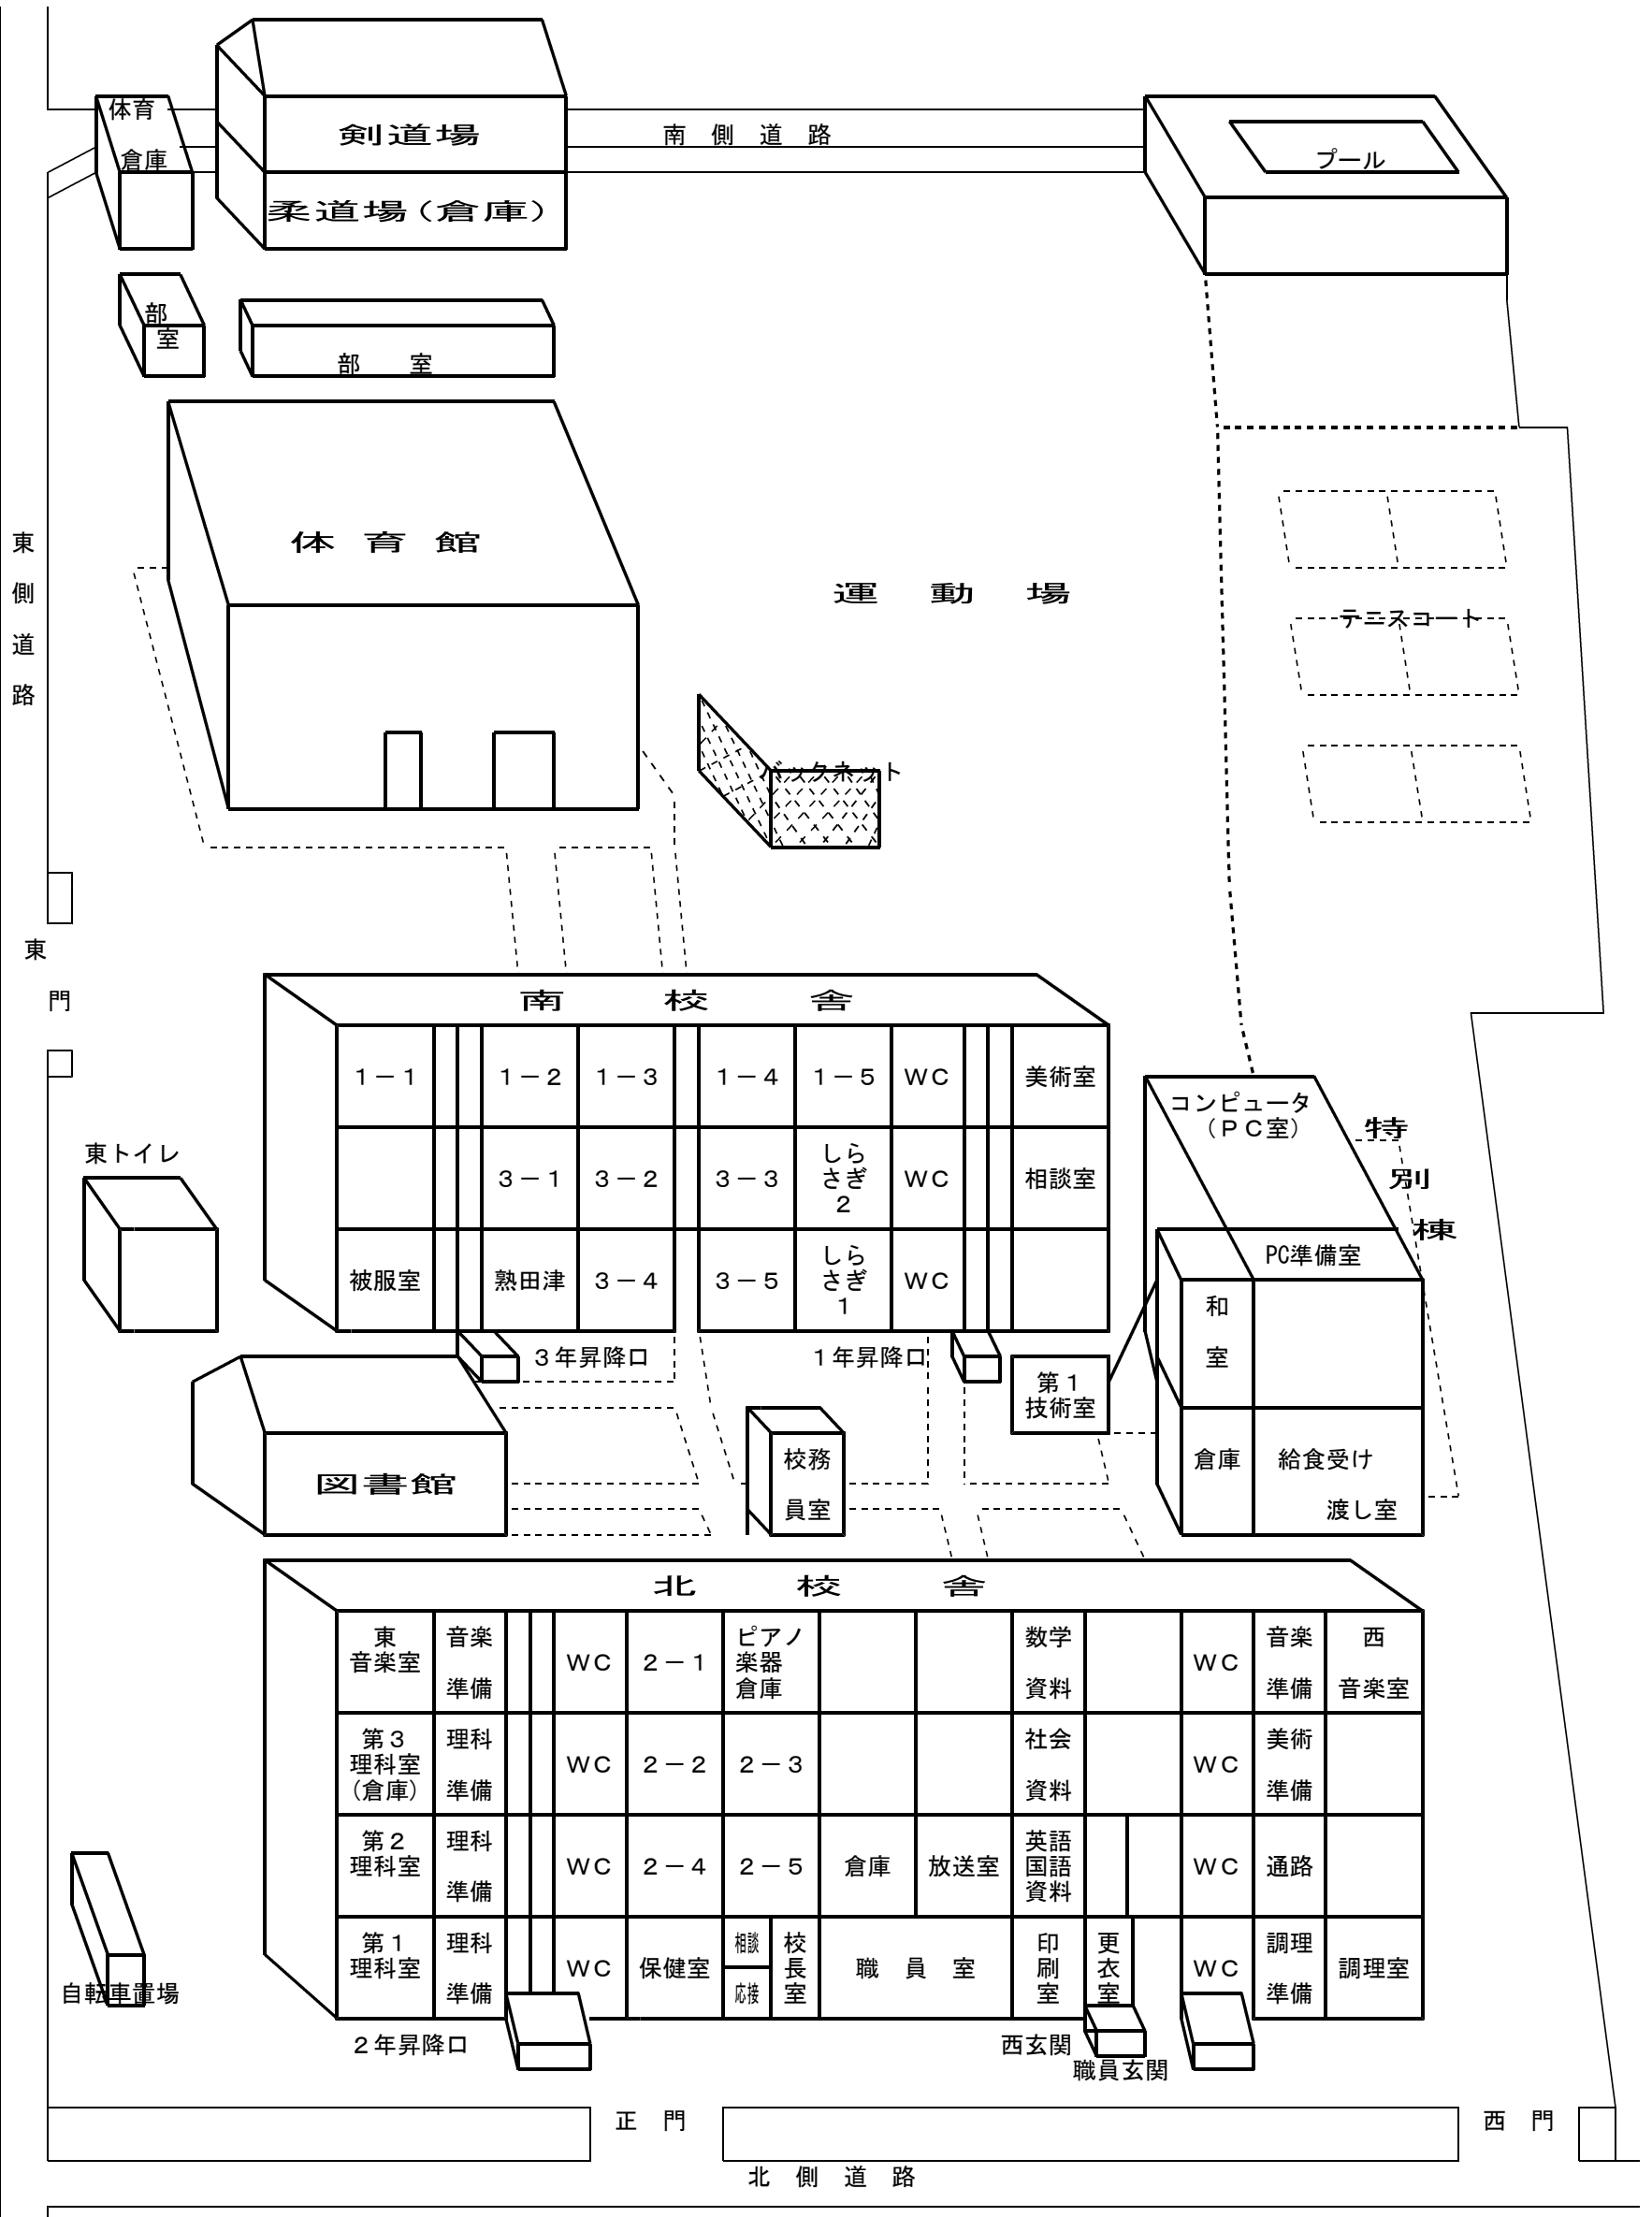 体育
倉庫
剣道場
柔道場（倉庫）
南側道路
プール
部
室
部　室
体育館
運動場
テニスコート
バックネット
東
側
道
路
東
門
南校舎
１－１
１－２
１－３
１－４
１－５
ＷＣ
美術室
３－１
３－２
３－３
しら
さぎ
２
ＷＣ
相談室
被服室
熟田津
３－４
３－５
しら
さぎ
１
ＷＣ
３年昇降口
１年昇降口
東トイレ
コンピュータ
（ＰＣ室）
特
別
棟
PC準備室
和
室
倉庫
給食受け
渡し室
第１
技術室
校務
員室
図書館
北校舎
東
音楽室
音楽
準備
ＷＣ
２－１
ピアノ
楽器
倉庫
数学
資料
ＷＣ
音楽
準備
西
音楽室
第３
理科室
（倉庫）
理科
準備
ＷＣ
２－２
２－３
社会
資料
ＷＣ
美術
準備
第２
理科室
理科
準備
ＷＣ
２－４
２－５
倉庫
放送室
英語
国語
資料
ＷＣ
通路
第１
理科室
理科
準備
ＷＣ
保健室
相談
応接
校
長
室
職員室
印
刷
室
更
衣
室
ＷＣ
調理
準備
調理室
自転車置場
２年昇降口
西玄関
職員玄関
正門
西門
北側道路